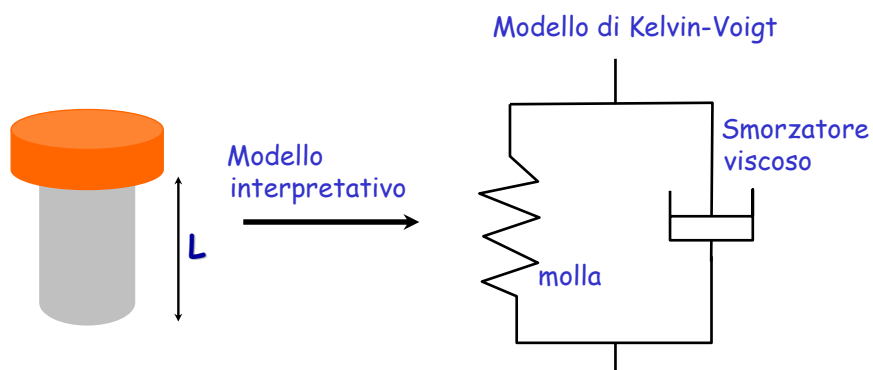 Modello di Kelvin-Voigt
Smorzatore
viscoso
Modello
interpretativo
L
molla